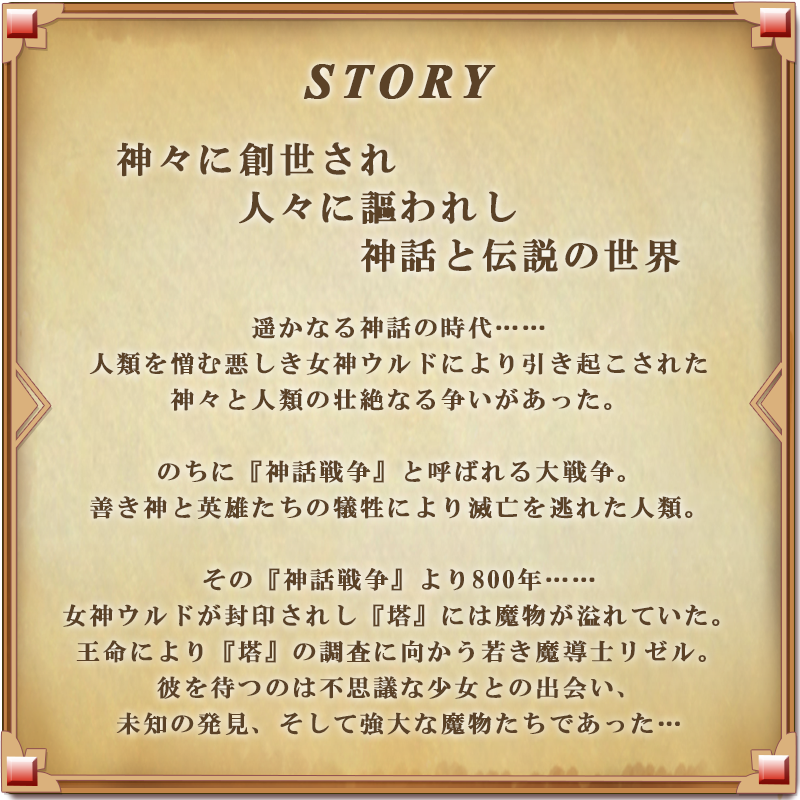 STORY
神々に創世され
人々に謳われし
神話と伝説の世界
遥かなる神話の時代……
人類を憎む悪しき女神ウルドにより引き起こされた
神々と人類の壮絶なる争いがあった。
のちに『神話戦争』と呼ばれる大戦争。
善き神と英雄たちの犠牲により滅亡を逃れた人類。
その『神話戦争』より800年……
女神ウルドが封印されし『塔』には魔物が溢れていた。
王命により『塔』の調査に向かう若き魔導士リゼル。
彼を待つのは不思議な少女との出会い、
未知の発見、そして強大な魔物たちであった…